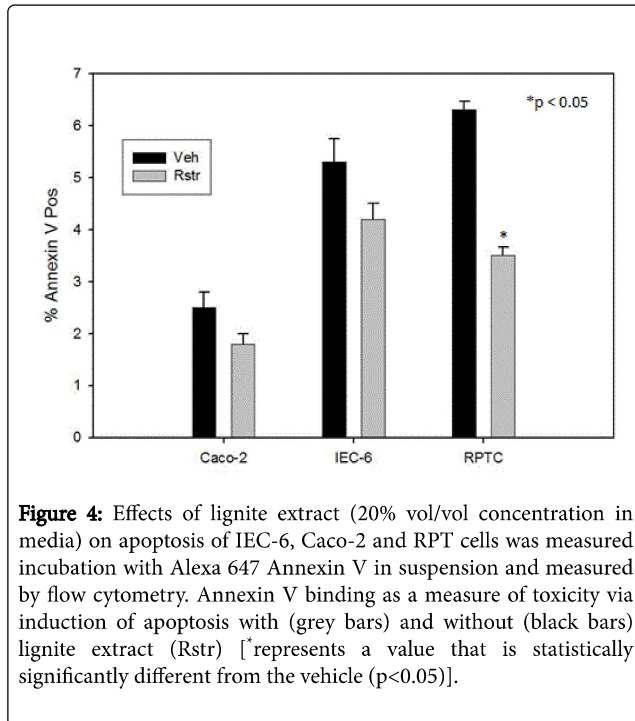 7
*p < 0.05
6
Veh
Rstr
5
4
*
3
2
1
0
% Annexin V Pos
Caco-2 IEC-6 RPTC
Figure 4: Effects of lignite extract (20% vol/vol concentration in
media) on apoptosis of IEC-6, Caco-2 and RPT cells was measured
incubation with Alexa 647 Annexin V in suspension and measured
by flow cytometry. Annexin V binding as a measure of toxicity via
induction of apoptosis with (grey bars) and without (black bars)
lignite extract (Rstr) [*represents a value that is statistically
significantly different from the vehicle (p<0.05)].